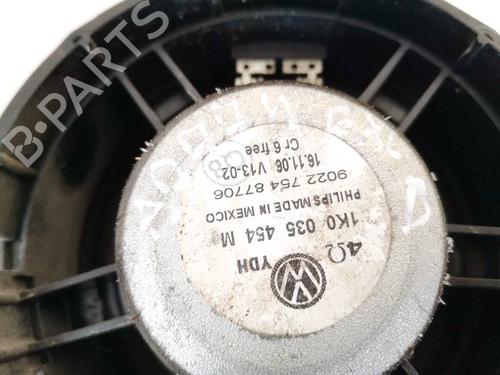 B-PARTS
4Ω YDH
1K0 035 454 M
PHILIPS MADE IN MEXICO
9022 754 87706
16.11.06 V13-02
Cr 6 free